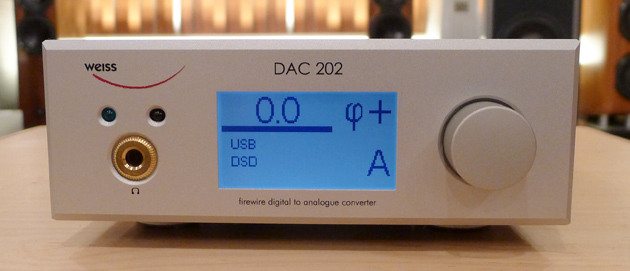 weiss
DAC 202
0.0 φ+
USB
DSD
A
firewire digital to analogue converter